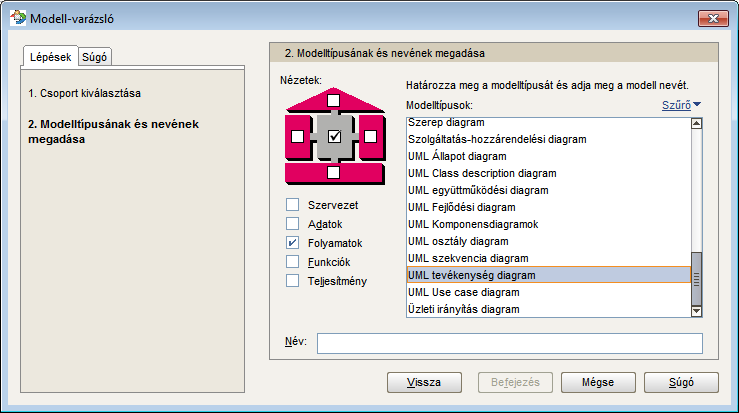 Modell-varázsló
Lépések
Súgó
1. Csoport kiválasztása
2. Modelltípusának és nevének
megadása
2. Modelltípusának és nevének megadása
Nézetek:
Szervezet
Adatok
Folyamatok
Funkciók
Teljesítmény
Határozza meg a modelltípusát és adja meg a modell nevét.
Modelltípusok:
Szűrő
Szerep diagram
Szolgáltatás-hozzárendelési diagram
UML Állapot diagram
UML Class description diagram
UML együttműködési diagram
UML Fejlődési diagram
UML Komponensdiagramok
UML osztály diagram
UML szekvencia diagram
UML tevékenység diagram
UML Use case diagram
Üzleti irányítás diagram
Név:
Vissza
Befejezés
Mégse
Súgó